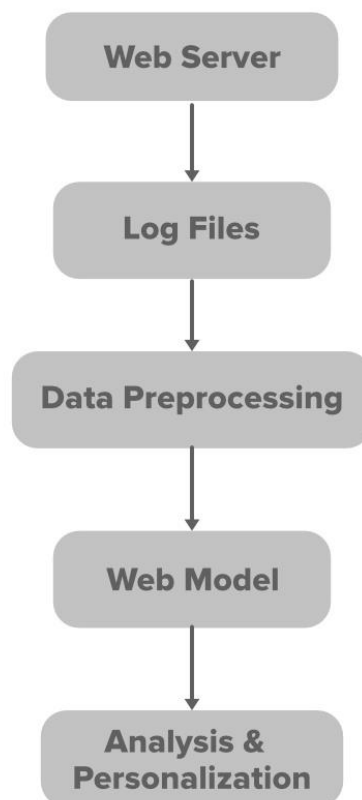 Web Server
Log Files
Data Preprocessing
Web Model
Analysis &
Personalization